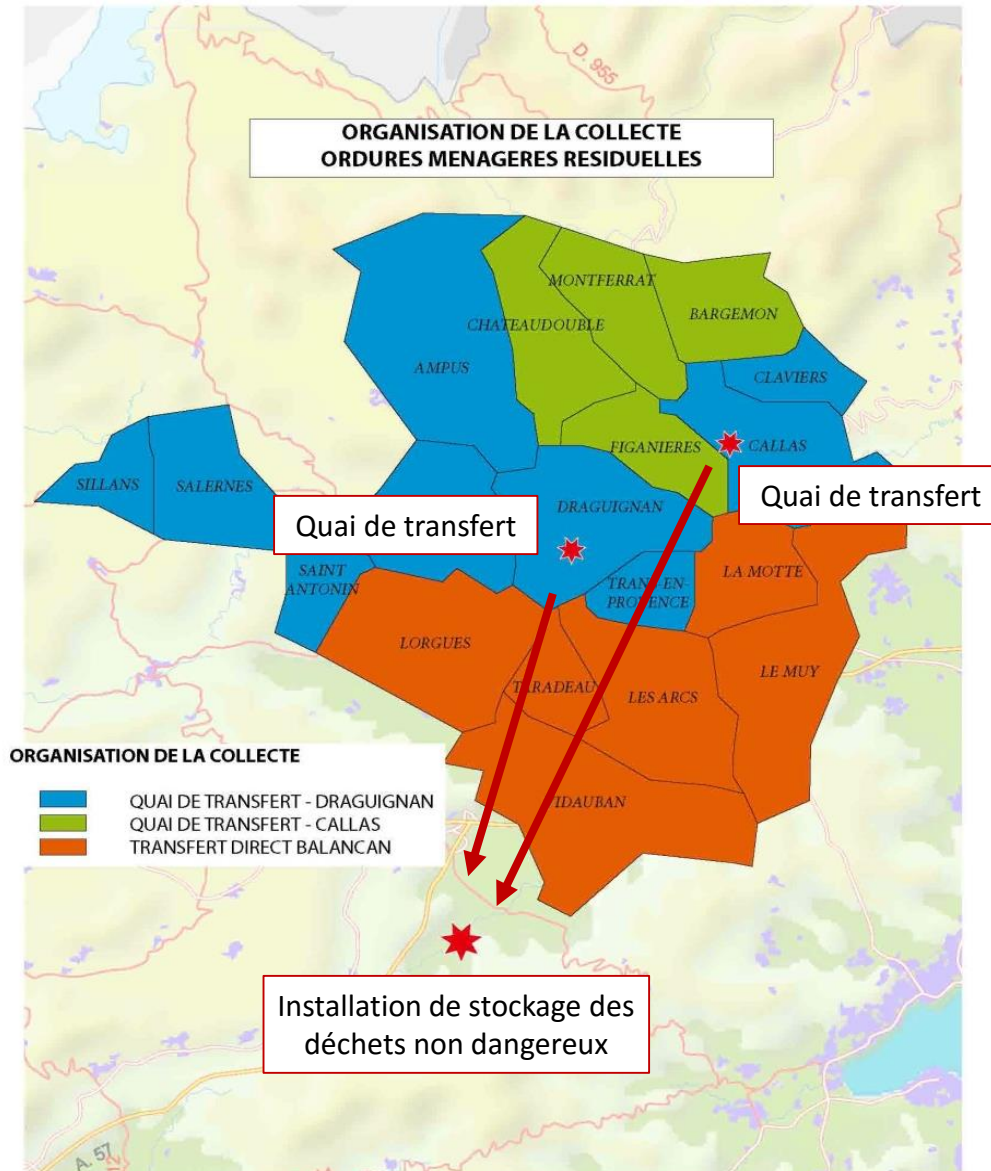 D. 955
ORGANISATION DE LA COLLECTE
ORDURES MENAGERES RESIDUELLES
MONTFERRAT
BARGEMON
CHATEAUDOUBLE
AMPUS
CLAVIERS
FIGANIERES
CALLAS
SILLANS
SALERNES
DRAGUIGNAN
Quai de transfert
Quai de transfert
SAINT
ANTONIN
TRANS-EN-
PROVENCE
LA MOTTE
LORGUES
TARADEAU
LES ARCS
LE MUY
ORGANISATION DE LA COLLECTE
QUAI DE TRANSFERT - DRAGUIGNAN
QUAI DE TRANSFERT - CALLAS
TRANSFERT DIRECT BALANCAN
IDAUBAN
Installation de stockage des
déchets non dangereux
A. 57